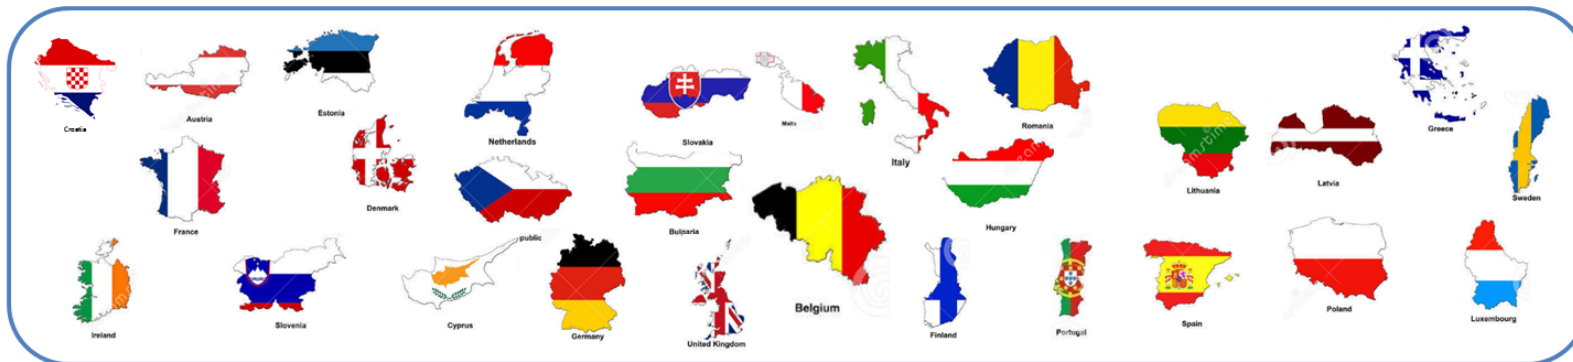 Croatia
Austria
Estonia
Netherlands
Slovakia
Malta
Italy
Romania
Greece
Lithuania
Latvia
Sweden
France
Denmark
public
Bulparia
Belgium
Hungary
Ireland
Slovenia
Cyprus
Germany
United Kingdom
Finland
Portugal
Spain
Poland
Luxembourg